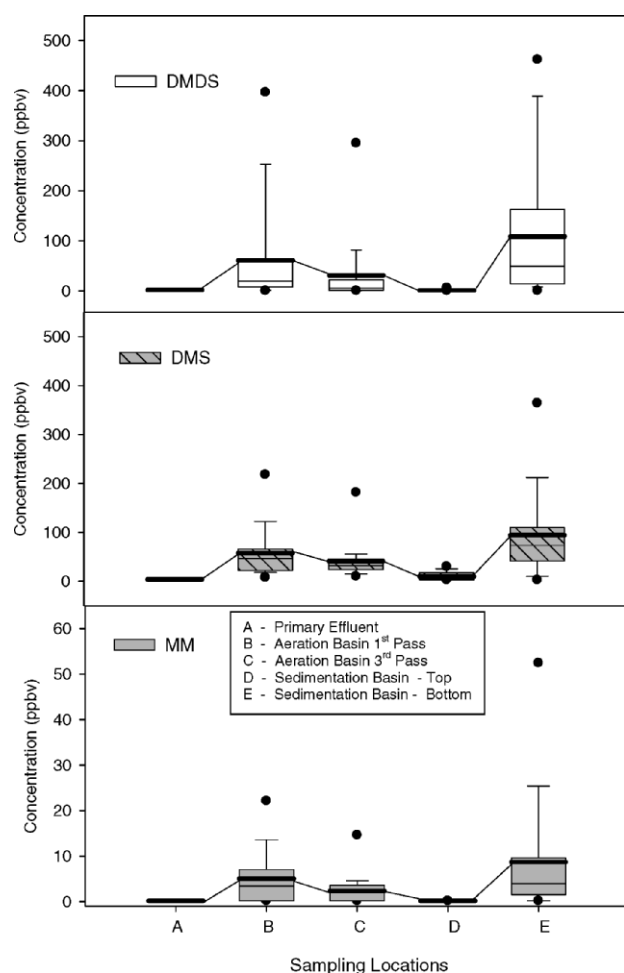 500
400
300
200
100
0
Concentration (ppbv)
DMDS
500
400
300
200
100
0
Concentration (ppbv)
DMS
60
50
40
30
20
10
0
Concentration (ppbv)
MM
A - Primary Effluent
B - Aeration Basin 1st Pass
C - Aeration Basin 3rd Pass
D - Sedimentation Basin - Top
E - Sedimentation Basin - Bottom
A B C D E
Sampling Locations